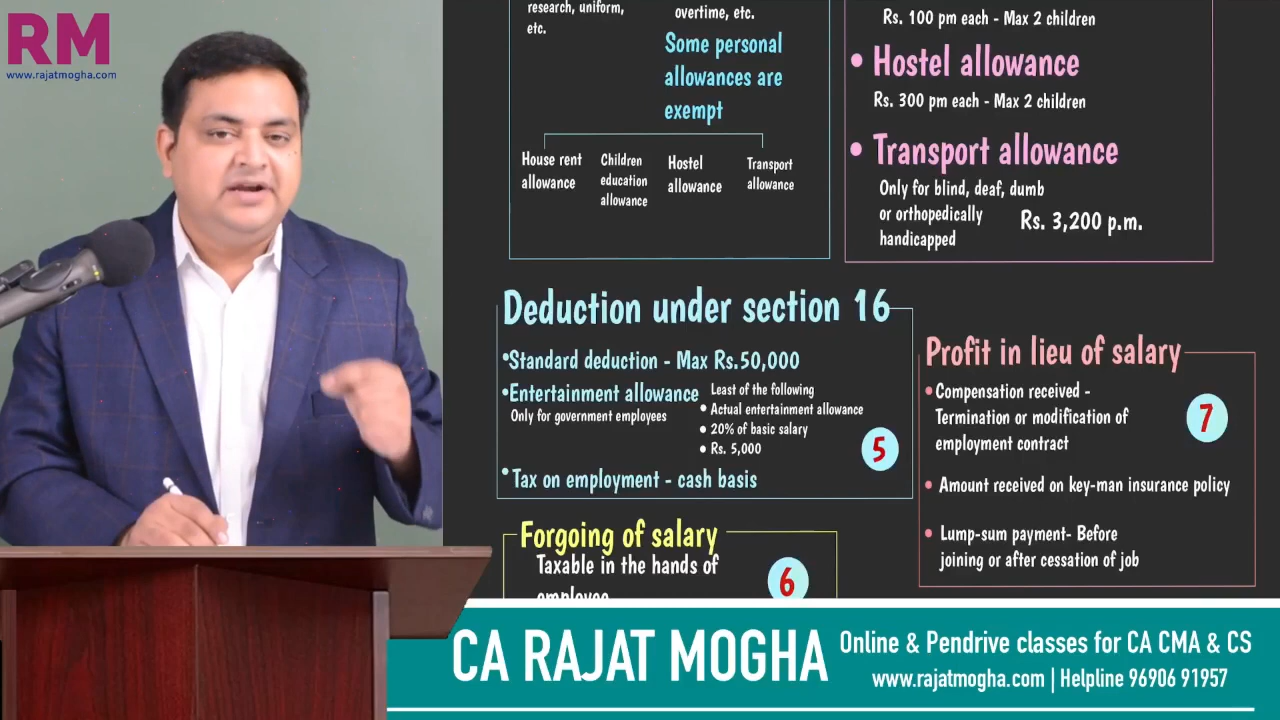 RM
www.rajatmogha.com
research, uniform,
etc.
overtime, etc.
Some personal
allowances are
exempt
House rent
allowance
Children
education
allowance
Hostel
allowance
Transport
allowance
Rs. 100 pm each - Max 2 children
• Hostel allowance
Rs. 300 pm each - Max 2 children
• Transport allowance
Only for blind, deaf, dumb
or orthopedically
handicapped
Rs. 3,200 p.m.
Deduction under section 16
•Standard deduction - Max Rs.50,000
•Entertainment allowance
Only for government employees
Least of the following
• Actual entertainment allowance
• 20% of basic salary
• Rs. 5,000
5
• Tax on employment - cash basis
Profit in lieu of salary
• Compensation received -
Termination or modification of
employment contract
7
• Amount received on key-man insurance policy
• Lump-sum payment- Before
joining or after cessation of job
Forgoing of salary
Taxable in the hands of
employee
6
CA RAJAT MOGHA
Online & Pendrive classes for CA CMA & CS
www.rajatmogha.com | Helpline 96906 91957